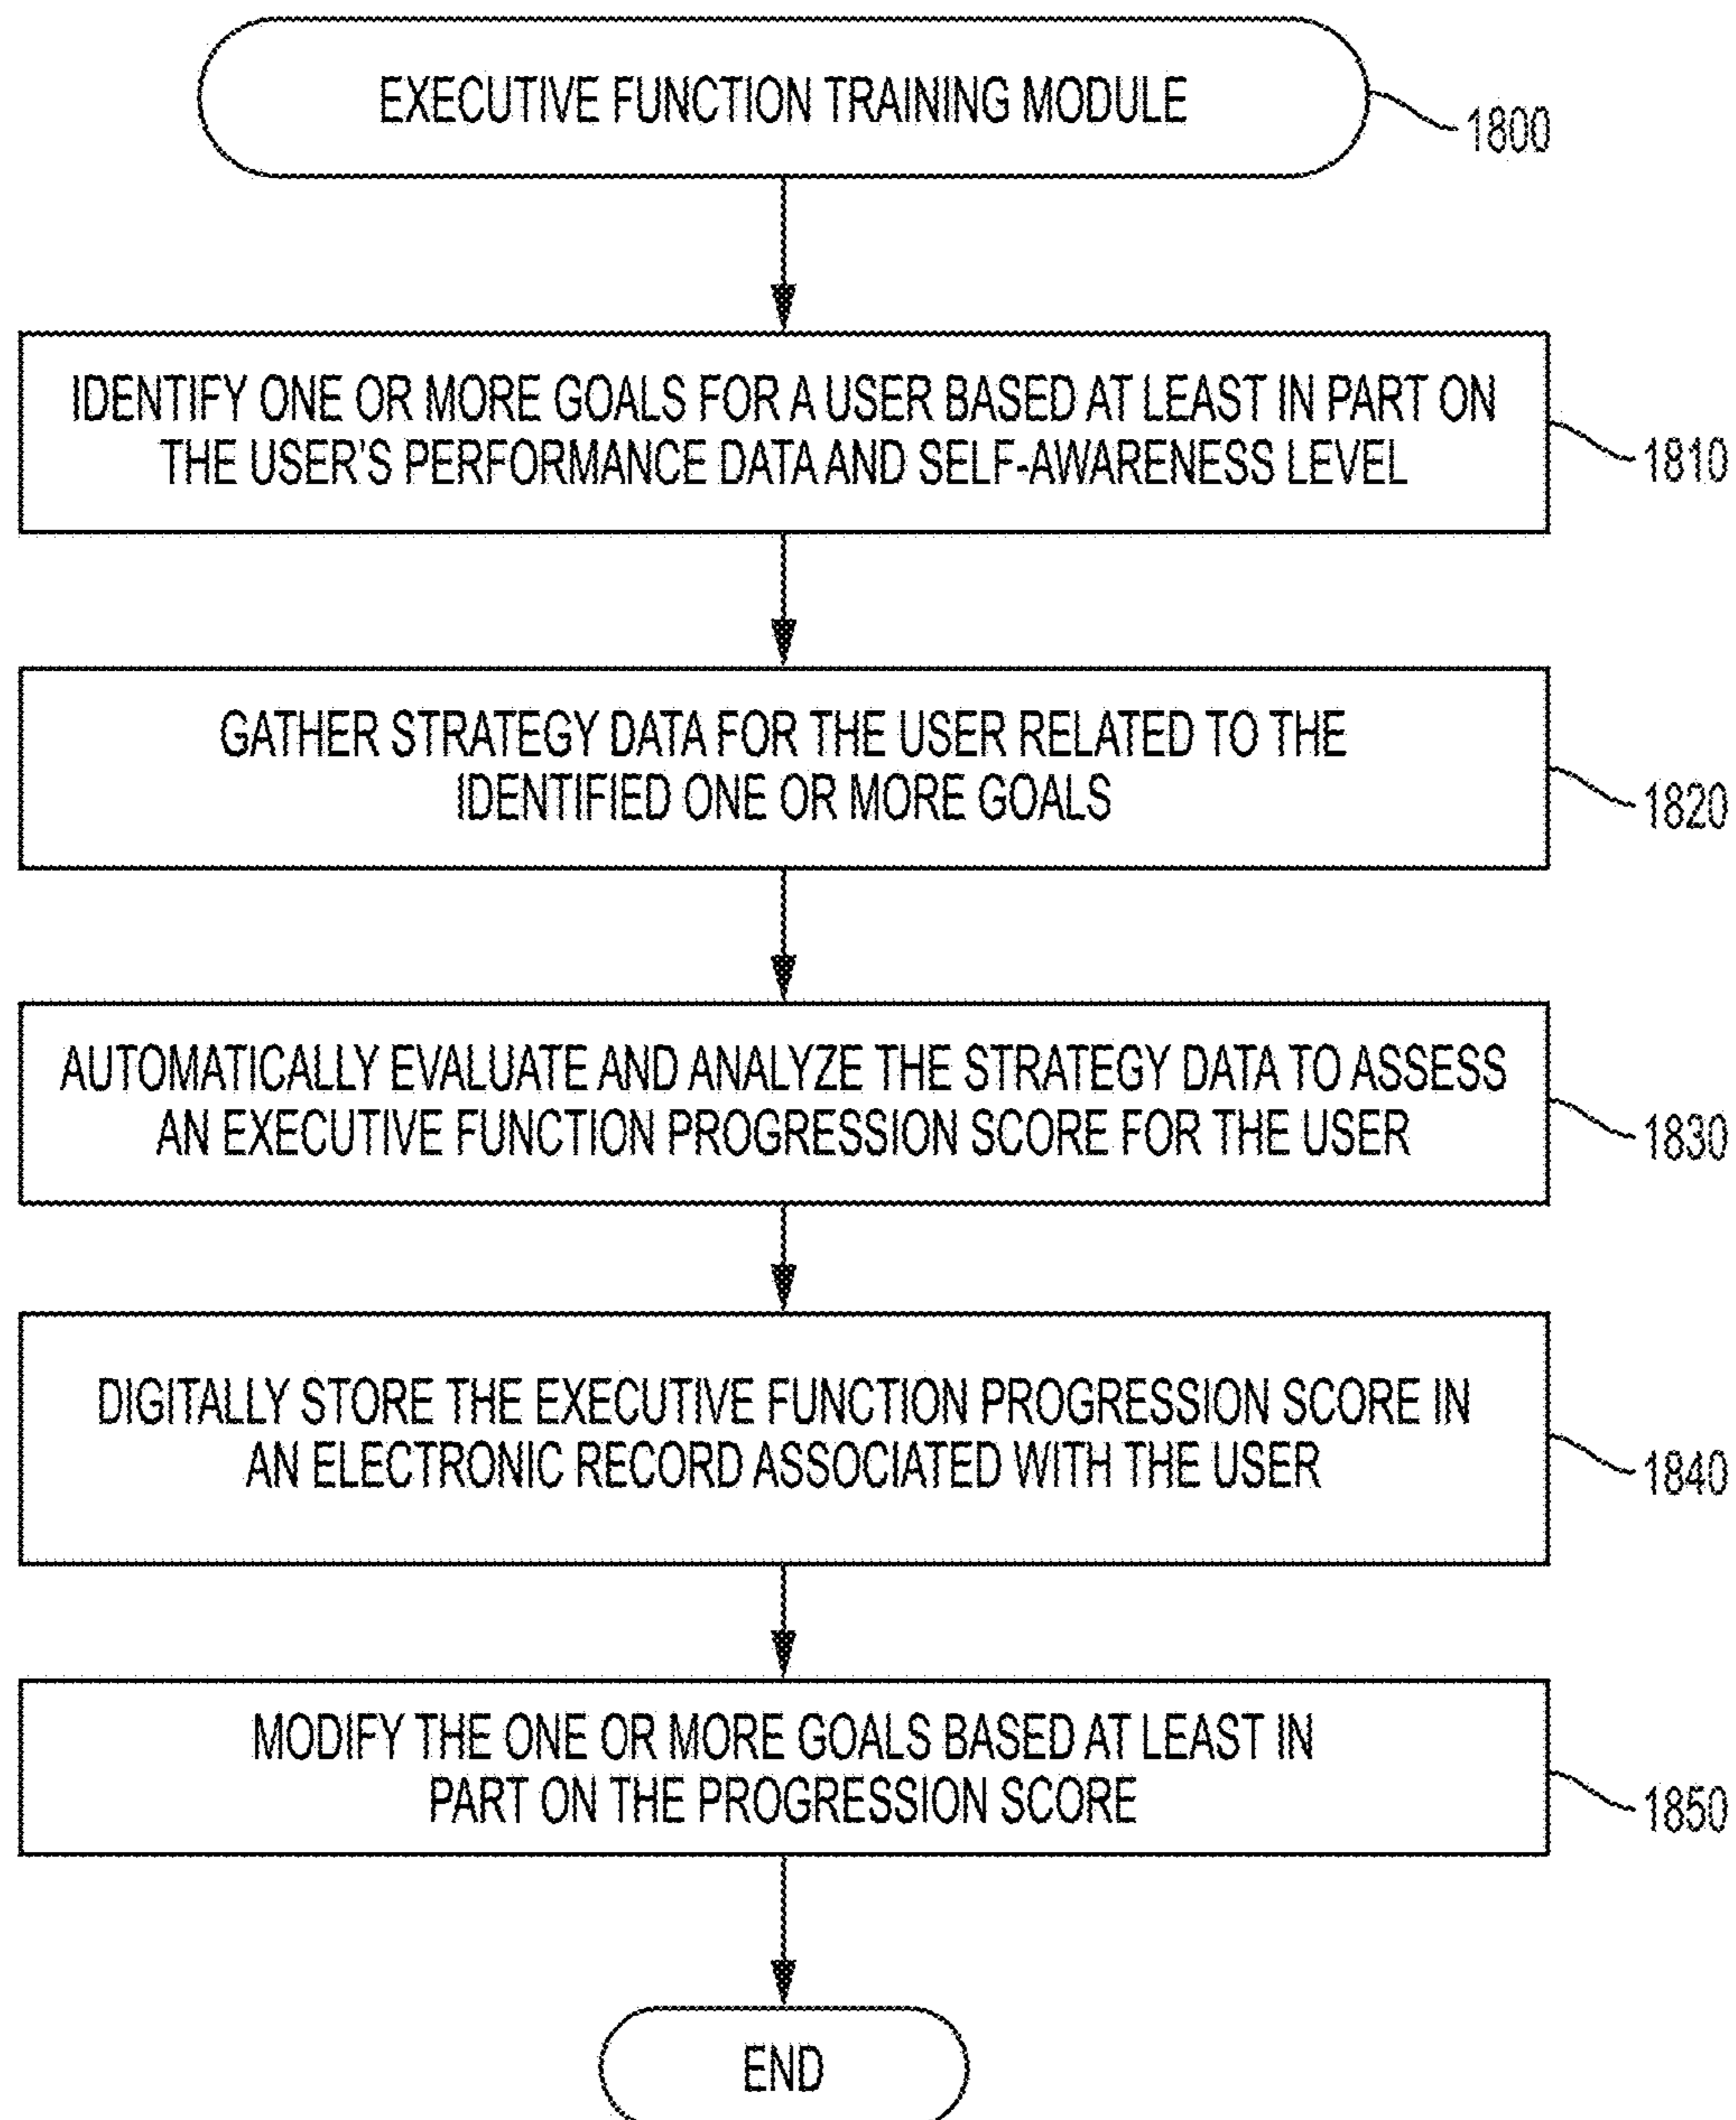 EXECUTIVE FUNCTION TRAINING MODULE
1800
IDENTIFY ONE OR MORE GOALS FOR A USER BASED AT LEAST IN PART ON
THE USER'S PERFORMANCE DATA AND SELF-AWARENESS LEVEL
1810
GATHER STRATEGY DATA FOR THE USER RELATED TO THE
IDENTIFIED ONE OR MORE GOALS
1820
AUTOMATICALLY EVALUATE AND ANALYZE THE STRATEGY DATA TO ASSESS
AN EXECUTIVE FUNCTION PROGRESSION SCORE FOR THE USER
1830
DIGITALLY STORE THE EXECUTIVE FUNCTION PROGRESSION SCORE IN
AN ELECTRONIC RECORD ASSOCIATED WITH THE USER
1840
MODIFY THE ONE OR MORE GOALS BASED AT LEAST IN
PART ON THE PROGRESSION SCORE
1850
END